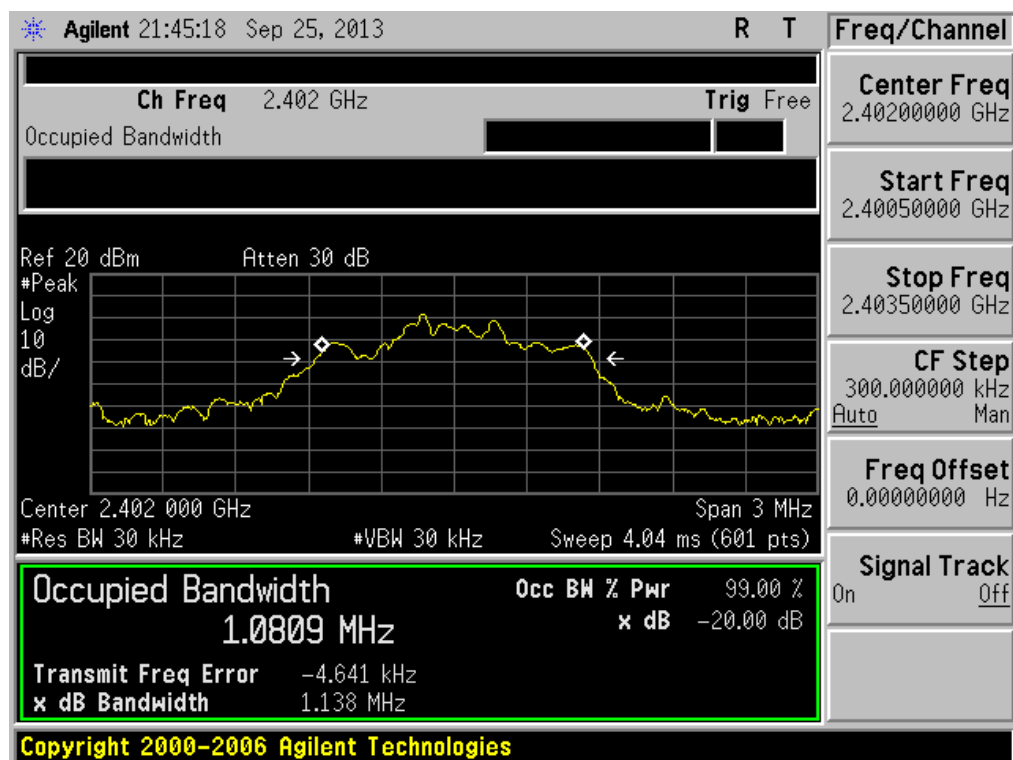 Agilent 21:45:18 Sep 25, 2013 R T
Freq/Channel
Ch Freq 2.402 GHz Trig Free
Occupied Bandwidth
Center Freq
2.40200000 GHz
Start Freq
2.40050000 GHz
Stop Freq
2.40350000 GHz
CF Step
300.000000 kHz
Auto Man
Freq Offset
0.00000000 Hz
Signal Track
On Off
Ref 20 dBm Atten 30 dB
#Peak
Log
10
dB/
Center 2.402 000 GHz Span 3 MHz
#Res BW 30 kHz #VBW 30 kHz Sweep 4.04 ms (601 pts)
Occupied Bandwidth Occ BW % Pwr 99.00 %
1.0809 MHz x dB -20.00 dB
Transmit Freq Error -4.641 kHz
x dB Bandwidth 1.138 MHz
Copyright 2000-2006 Agilent Technologies